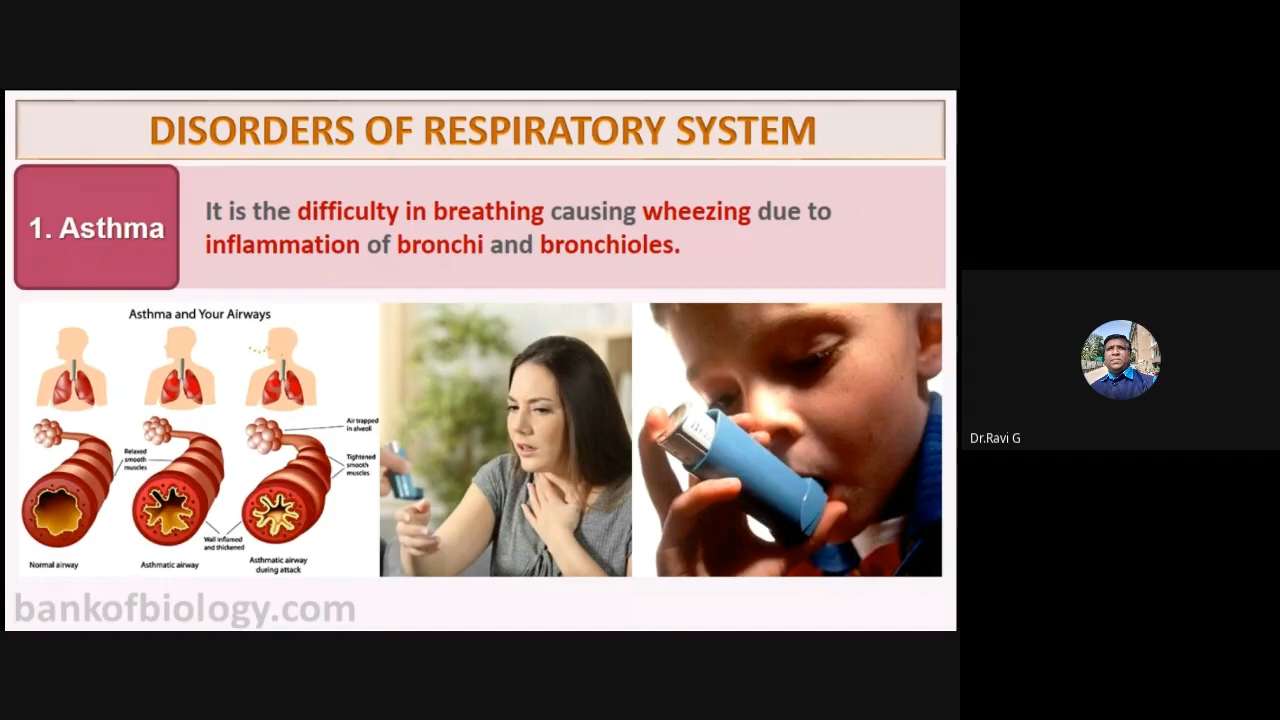 DISORDERS OF RESPIRATORY SYSTEM
1. Asthma
It is the difficulty in breathing causing wheezing due to
inflammation of bronchi and bronchioles.
Asthma and Your Airways
Air trapped
in alveoli
Relaxed
smooth
muscles
Tightened
smooth
muscles
Wall inflamed
and thickened
Normal airway
Asthmatic airway
Asthmatic airway
during attack
bankofbiology.com
Dr.Ravi G